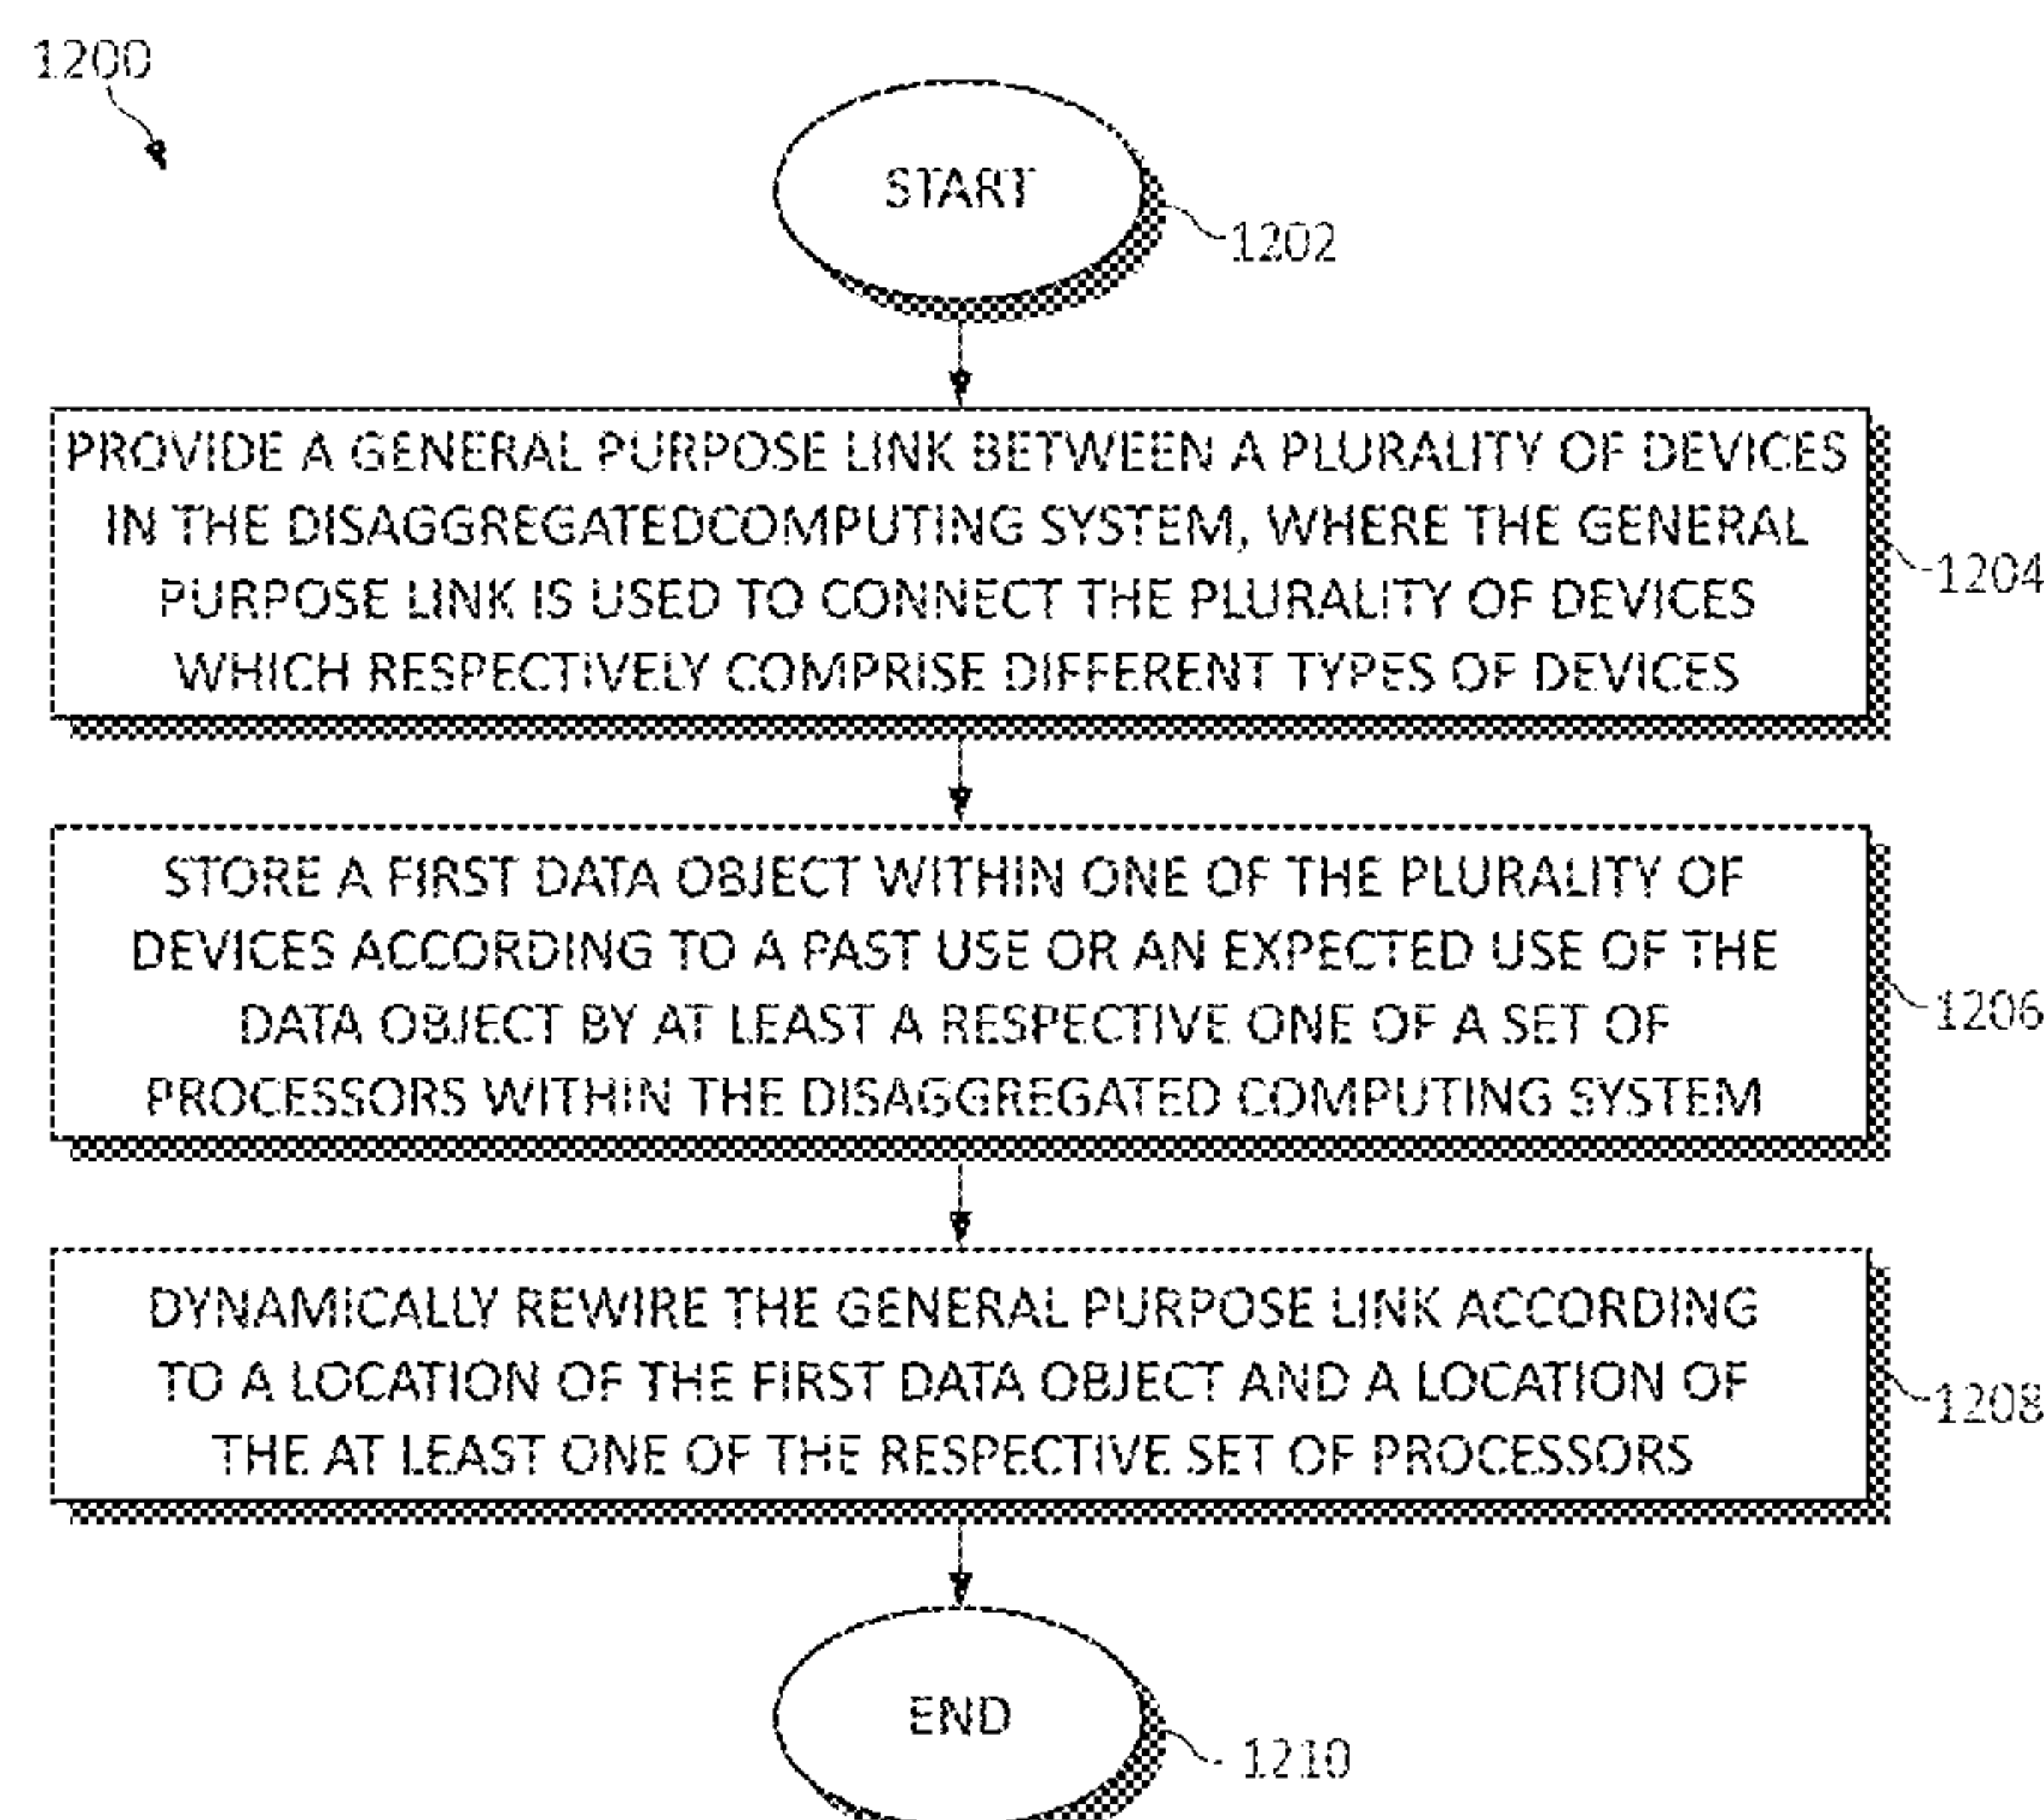 1200
START
1202
PROVIDE A GENERAL PURPOSE LINK BETWEEN A PLURALITY OF DEVICES
IN THE DISAGGREGATEDCOMPUTING SYSTEM, WHERE THE GENERAL
PURPOSE LINK IS USED TO CONNECT THE PLURALITY OF DEVICES
WHICH RESPECTIVELY COMPRISE DIFFERENT TYPES OF DEVICES
1204
STORE A FIRST DATA OBJECT WITHIN ONE OF THE PLURALITY OF
DEVICES ACCORDING TO A PAST USE OR AN EXPECTED USE OF THE
DATA OBJECT BY AT LEAST A RESPECTIVE ONE OF A SET OF
PROCESSORS WITHIN THE DISAGGREGATED COMPUTING SYSTEM
1206
DYNAMICALLY REWIRE THE GENERAL PURPOSE LINK ACCORDING
TO A LOCATION OF THE FIRST DATA OBJECT AND A LOCATION OF
THE AT LEAST ONE OF THE RESPECTIVE SET OF PROCESSORS
1208
END
1210